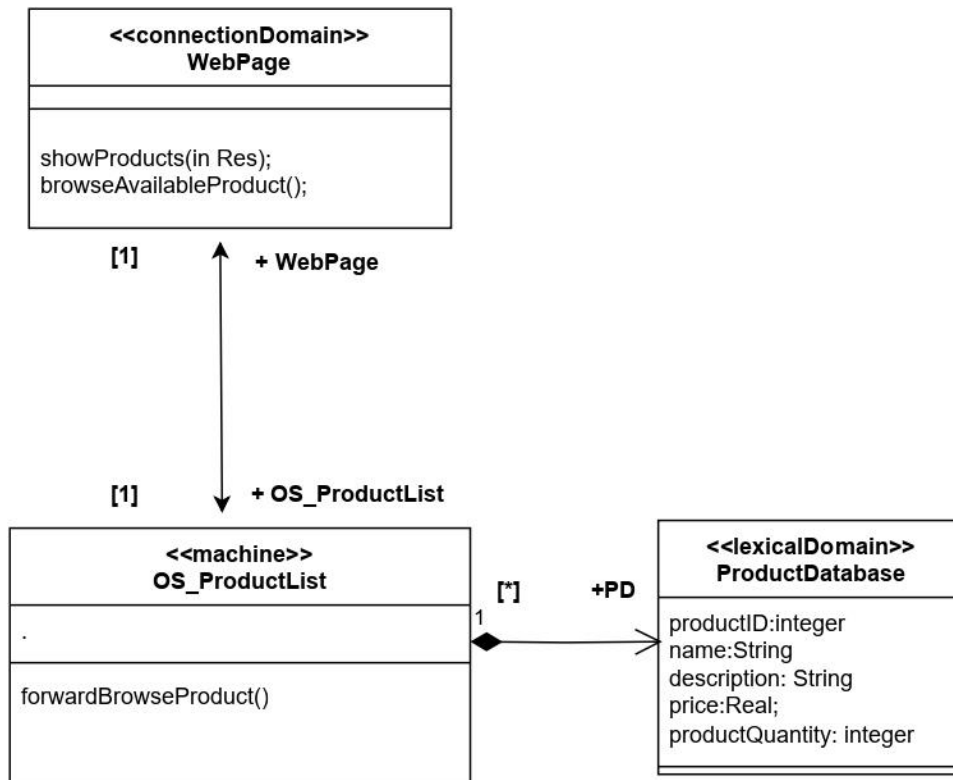 <<connectionDomain>>
WebPage
showProducts(in Res);
browseAvailableProduct();
[1]
+ WebPage
[1]
+ OS_ProductList
<<machine>>
OS_ProductList
.
forwardBrowseProduct()
[*]
+PD
1
<<lexicalDomain>>
ProductDatabase
productID:integer
name:String
description: String
price:Real;
productQuantity: integer